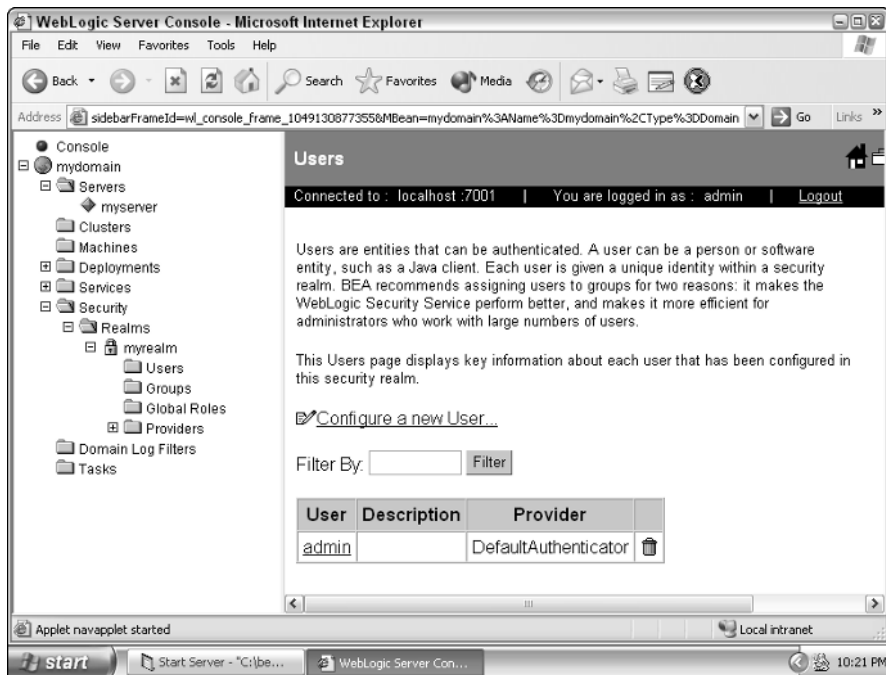 WebLogic Server Console - Microsoft Internet Explorer
File Edit View Favorites Tools Help
Back Search Favorites Media
Address sidebarFrameId=wl_console_frame_1049130877355&MBean=mydomain%3AName%3Dmydomain%2CType%3DDomain Go Links »
Console
mydomain
Servers
myserver
Clusters
Machines
Deployments
Services
Security
Realms
myrealm
Users
Groups
Global Roles
Providers
Domain Log Filters
Tasks
Users
Connected to : localhost :7001 | You are logged in as : admin | Logout
Users are entities that can be authenticated. A user can be a person or software
entity, such as a Java client. Each user is given a unique identity within a security
realm. BEA recommends assigning users to groups for two reasons: it makes the
WebLogic Security Service perform better, and makes it more efficient for
administrators who work with large numbers of users.
This Users page displays key information about each user that has been configured in
this security realm.
Configure a new User...
Filter By: Filter
User Description Provider
admin DefaultAuthenticator
Applet navapplet started Local intranet
start Start Server - "C:\be... WebLogic Server Con... 10:21 PM